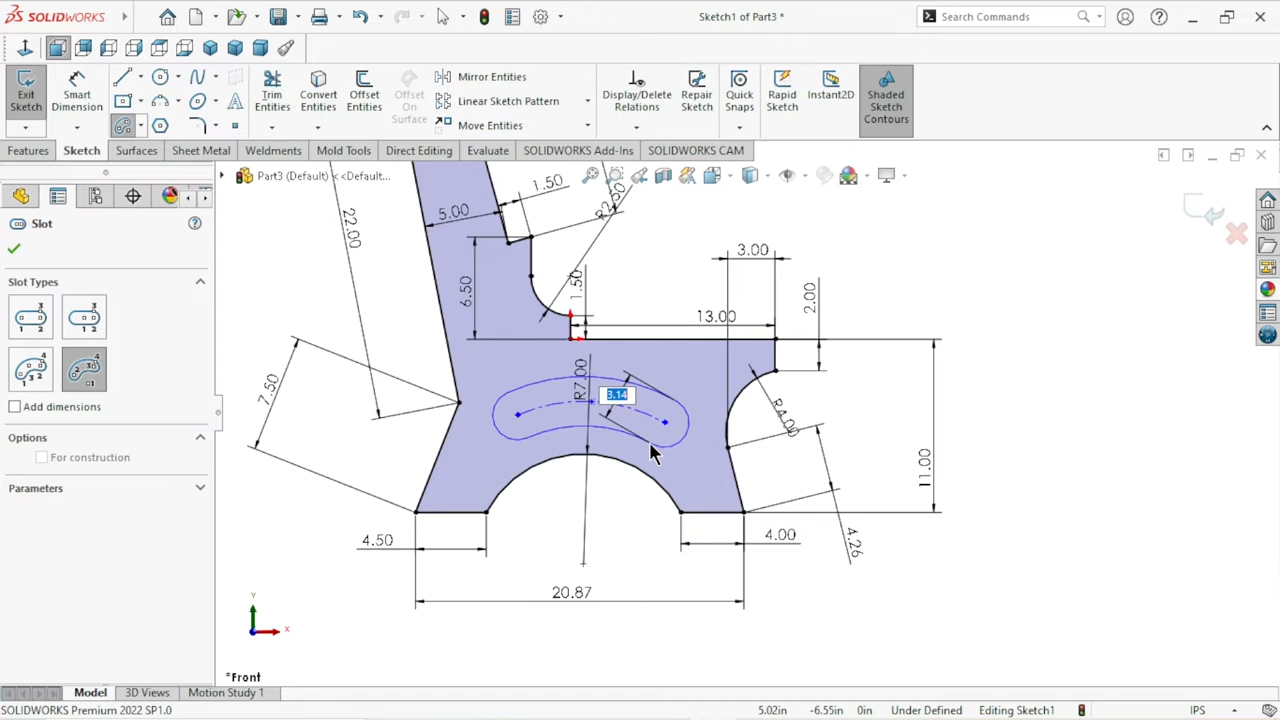 SOLIDWORKS
Sketch1 of Part3 *
Search Commands
Exit Sketch
Smart Dimension
Trim Entities
Convert Entities
Offset Entities
Offset On Surface
Mirror Entities
Linear Sketch Pattern
Move Entities
Display/Delete Relations
Repair Sketch
Quick Snaps
Rapid Sketch
Instant2D
Shaded Sketch Contours
Features
Sketch
Surfaces
Sheet Metal
Weldments
Mold Tools
Direct Editing
Evaluate
SOLIDWORKS Add-Ins
SOLIDWORKS CAM
Part3 (Default) <<Default...
Slot
Slot Types
Add dimensions
Options
For construction
Parameters
1.50
5.00
22.00
6.50
1.50
3.00
2.00
13.00
R7.00
3.14
7.50
R4.00
11.00
4.50
4.00
4.26
20.87
Y
X
*Front
Model
3D Views
Motion Study 1
SOLIDWORKS Premium 2022 SP1.0
5.02in
-6.55in
0in
Under Defined
Editing Sketch1
IPS